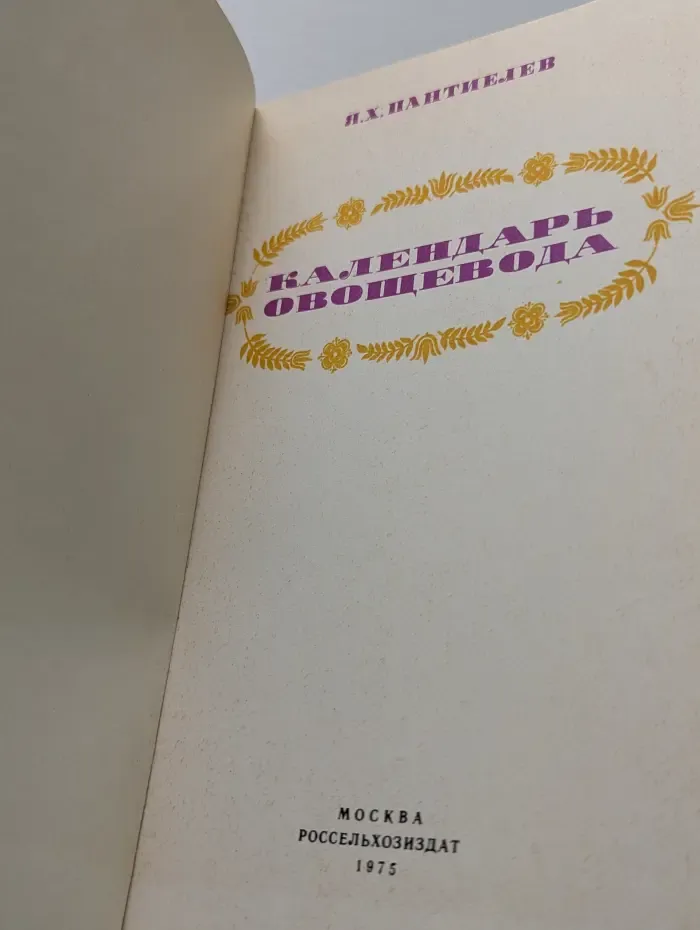 Я.Х. ПАНТИЕЛЕВ
КАЛЕНДАРЬ
ОВОЩЕВОДА
МОСКВА
РОССЕЛЬХОЗИЗДАТ
1975